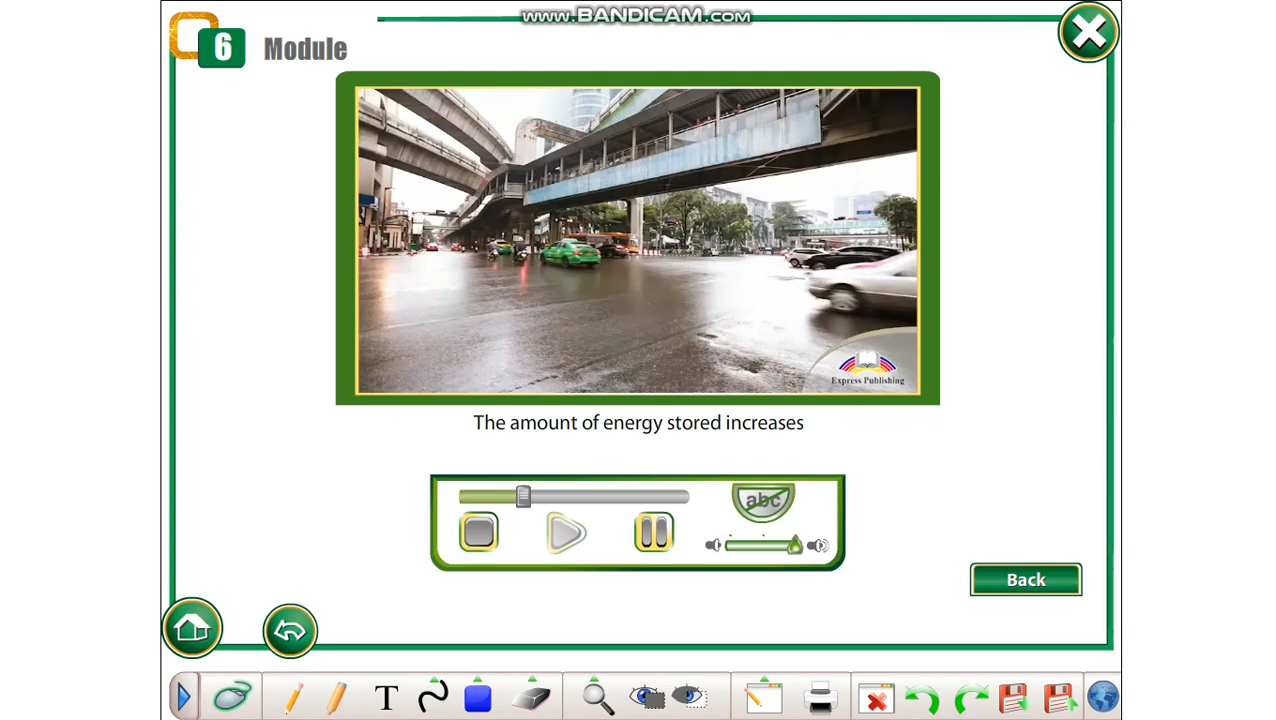 www.BANDICAM.com
6 Module
Express Publishing
The amount of energy stored increases
abc
Back
T